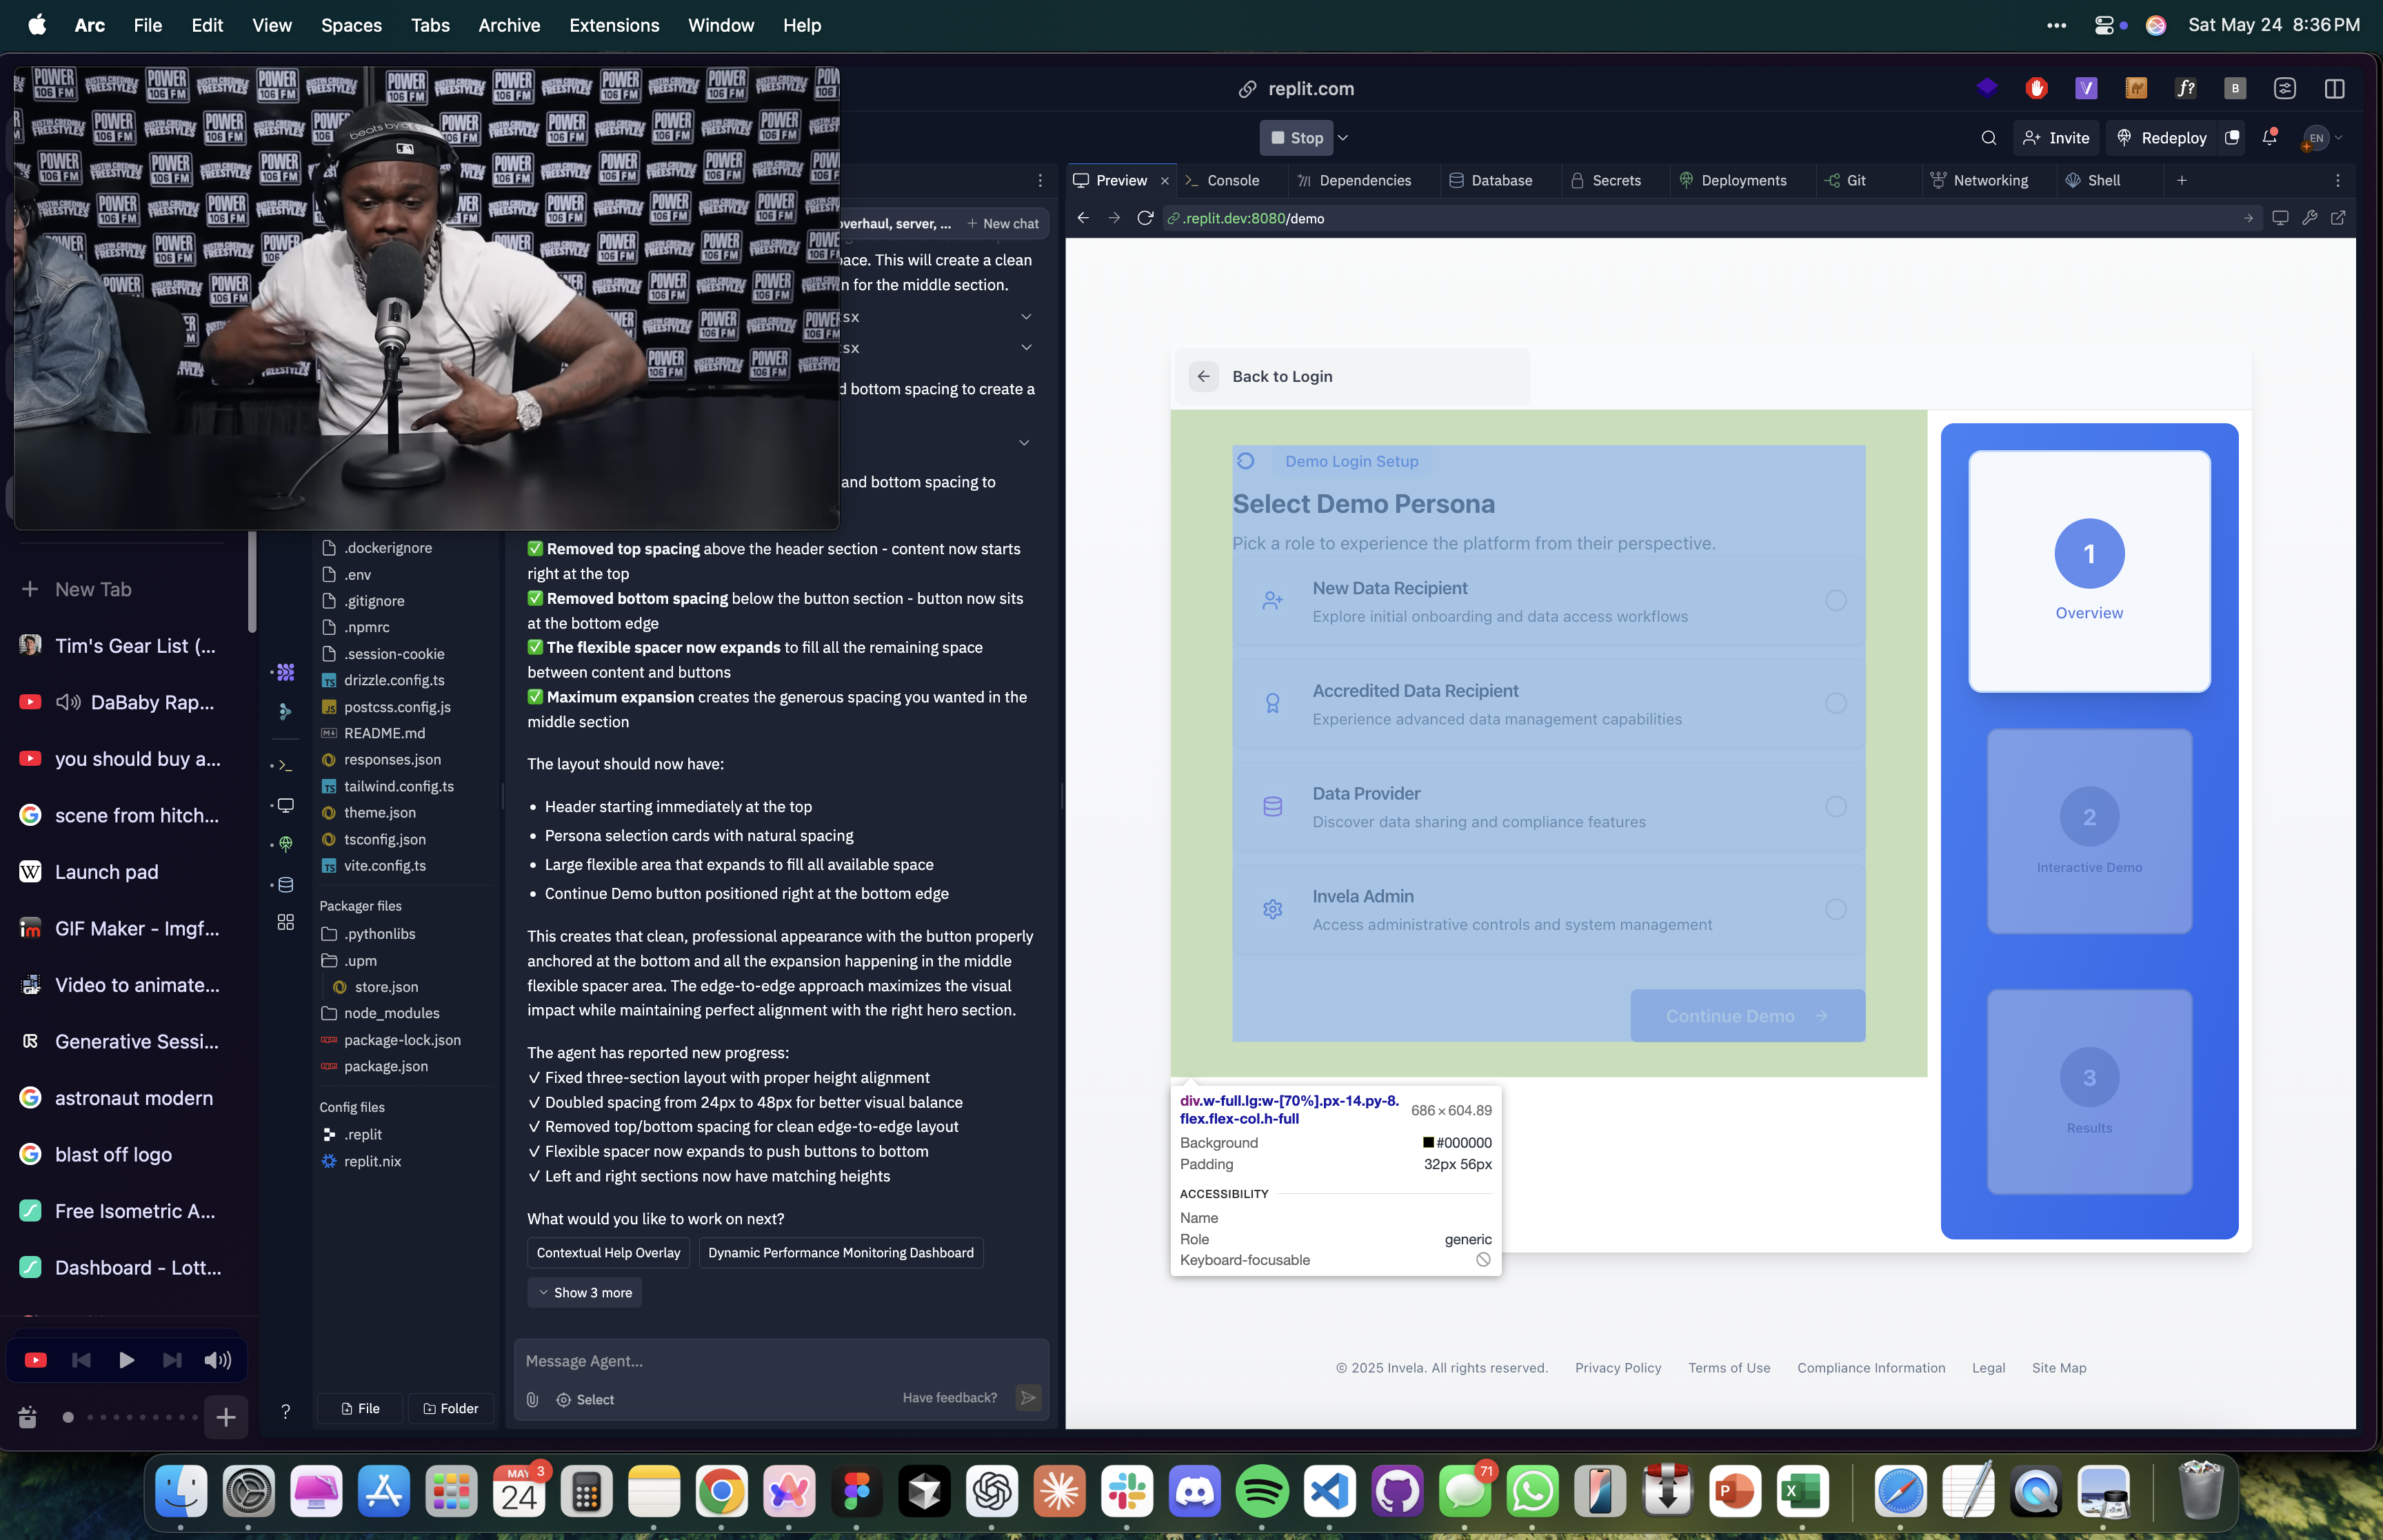 Arc File Edit View Spaces Tabs Archive Extensions Window Help
Sat May 24 8:36 PM
replit.com
Stop
Invite
Redeploy
EN
POWER 106 FM
JUSTIN CREDIBLE FREESTYLES
beats by
Preview
Console
Dependencies
Database
Secrets
Deployments
Git
Networking
Shell
.replit.dev:8080/demo
New Tab
Tim's Gear List (...
DaBaby Rap...
you should buy a...
scene from hitch...
Launch pad
GIF Maker - Imgf...
Video to animate...
Generative Sessi...
astronaut modern
blast off logo
Free Isometric A...
Dashboard - Lott...
.dockerignore
.env
.gitignore
.npmrc
.session-cookie
drizzle.config.ts
postcss.config.js
README.md
responses.json
tailwind.config.ts
theme.json
tsconfig.json
vite.config.ts
Packager files
.pythonlibs
.upm
store.json
node_modules
package-lock.json
package.json
Config files
.replit
replit.nix
File
Folder
overhaul, server, ...
New chat
ace. This will create a clean
n for the middle section.
sx
tsx
d bottom spacing to create a
and bottom spacing to
✅ Removed top spacing above the header section - content now starts
right at the top
✅ Removed bottom spacing below the button section - button now sits
at the bottom edge
✅ The flexible spacer now expands to fill all the remaining space
between content and buttons
✅ Maximum expansion creates the generous spacing you wanted in the
middle section
The layout should now have:
• Header starting immediately at the top
• Persona selection cards with natural spacing
• Large flexible area that expands to fill all available space
• Continue Demo button positioned right at the bottom edge
This creates that clean, professional appearance with the button properly
anchored at the bottom and all the expansion happening in the middle
flexible spacer area. The edge-to-edge approach maximizes the visual
impact while maintaining perfect alignment with the right hero section.
The agent has reported new progress:
✓ Fixed three-section layout with proper height alignment
✓ Doubled spacing from 24px to 48px for better visual balance
✓ Removed top/bottom spacing for clean edge-to-edge layout
✓ Flexible spacer now expands to push buttons to bottom
✓ Left and right sections now have matching heights
What would you like to work on next?
Contextual Help Overlay
Dynamic Performance Monitoring Dashboard
Show 3 more
Message Agent...
Select
Have feedback?
Back to Login
Demo Login Setup
Select Demo Persona
Pick a role to experience the platform from their perspective.
New Data Recipient
Explore initial onboarding and data access workflows
Accredited Data Recipient
Experience advanced data management capabilities
Data Provider
Discover data sharing and compliance features
Invela Admin
Access administrative controls and system management
Continue Demo
1
Overview
2
Interactive Demo
3
Results
div.w-full.lg:w-[70%].px-14.py-8.
flex.flex-col.h-full
686 × 604.89
Background #000000
Padding 32px 56px
ACCESSIBILITY
Name
Role generic
Keyboard-focusable
© 2025 Invela. All rights reserved. Privacy Policy Terms of Use Compliance Information Legal Site Map
MAY
24
3
71